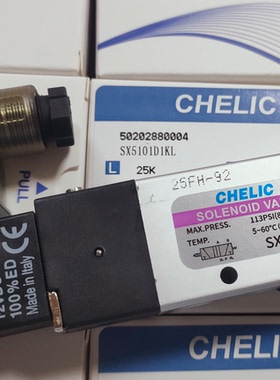 CHELIC
50202880004
SX5101D1KL
L 25K
PULL
25FH-92
CHELIC
SOLENOID VA
MAX.PRESS. 113PSI(8
TEMP. 5~60°C(
SX
CE
100%ED
Made in Italy
CHELIC